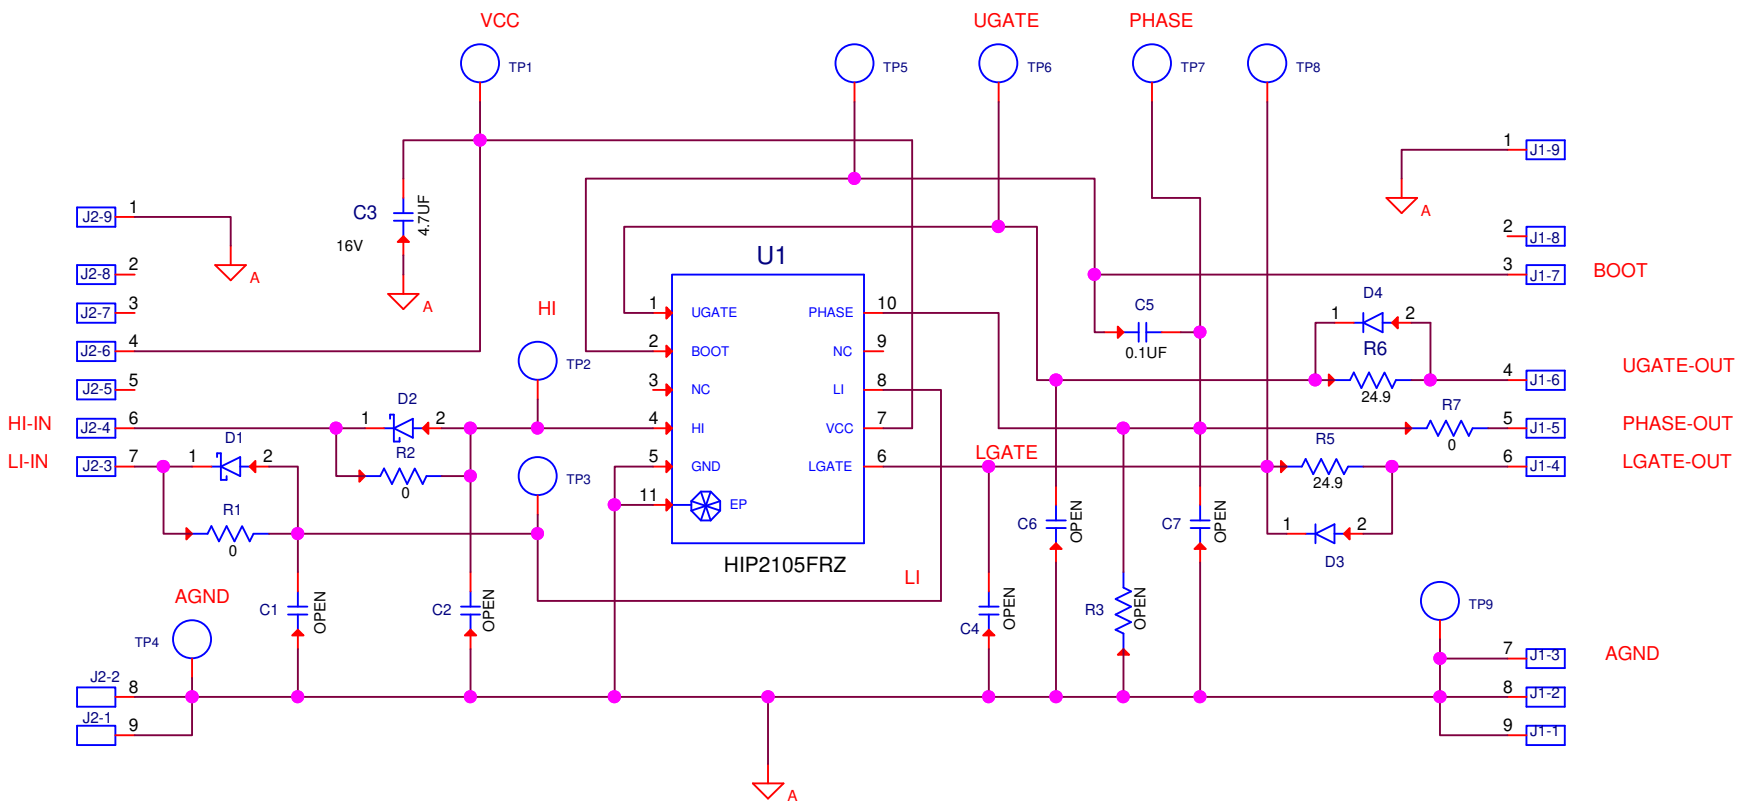 VCC
UGATE
PHASE
TP1
TP5
TP6
TP7
TP8
1
J1-9
A
J2-9
1
A
C3
4.7UF
16V
A
2
J1-8
3
J1-7
BOOT
J2-8
2
J2-7
3
J2-6
4
J2-5
5
HI-IN
J2-4
6
LI-IN
J2-3
7
HI
TP2
TP3
D2
1
2
R2
0
D1
1
2
R1
0
U1
1
UGATE
2
BOOT
3
NC
4
HI
5
GND
11
EP
PHASE
10
NC
9
LI
8
VCC
7
LGATE
6
HIP2105FRZ
LI
C5
0.1UF
D4
1
2
R6
24.9
4
J1-6
UGATE-OUT
R7
0
5
J1-5
PHASE-OUT
LGATE
R5
24.9
6
J1-4
LGATE-OUT
1
2
D3
C6
OPEN
C7
OPEN
C4
OPEN
R3
OPEN
C1
OPEN
C2
OPEN
AGND
TP4
J2-2
8
J2-1
9
TP9
7
J1-3
AGND
8
J1-2
9
J1-1
A